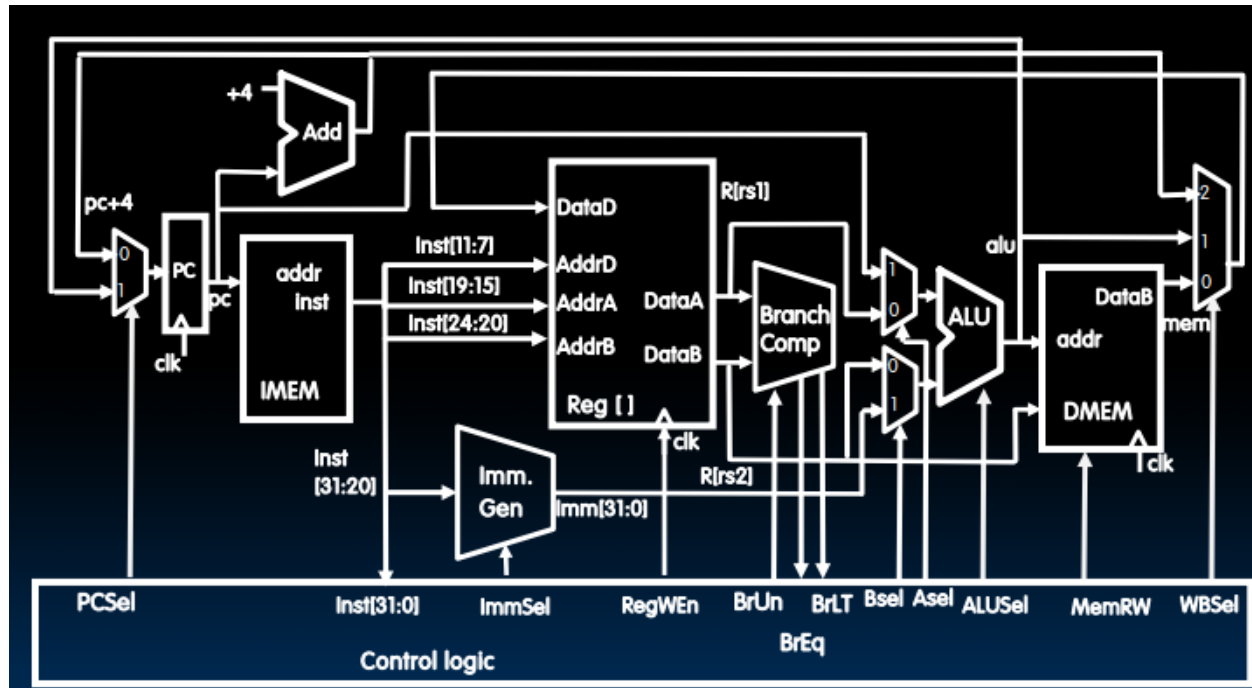 +4
Add
pc+4
0
1
PC
pc
clk
addr
inst
IMEM
Inst[11:7]
Inst[19:15]
Inst[24:20]
Inst
[31:20]
DataD
AddrD
AddrA
AddrB
DataA
DataB
Reg [ ]
clk
R[rs1]
R[rs2]
Imm.
Gen
Imm[31:0]
Branch
Comp
1
0
0
1
ALU
alu
addr
DataB
DMEM
clk
mem
2
1
0
PCSel
Inst[31:0]
ImmSel
RegWEn
BrUn
BrEq
BrLT
Bsel
Asel
ALUSel
MemRW
WBSel
Control logic